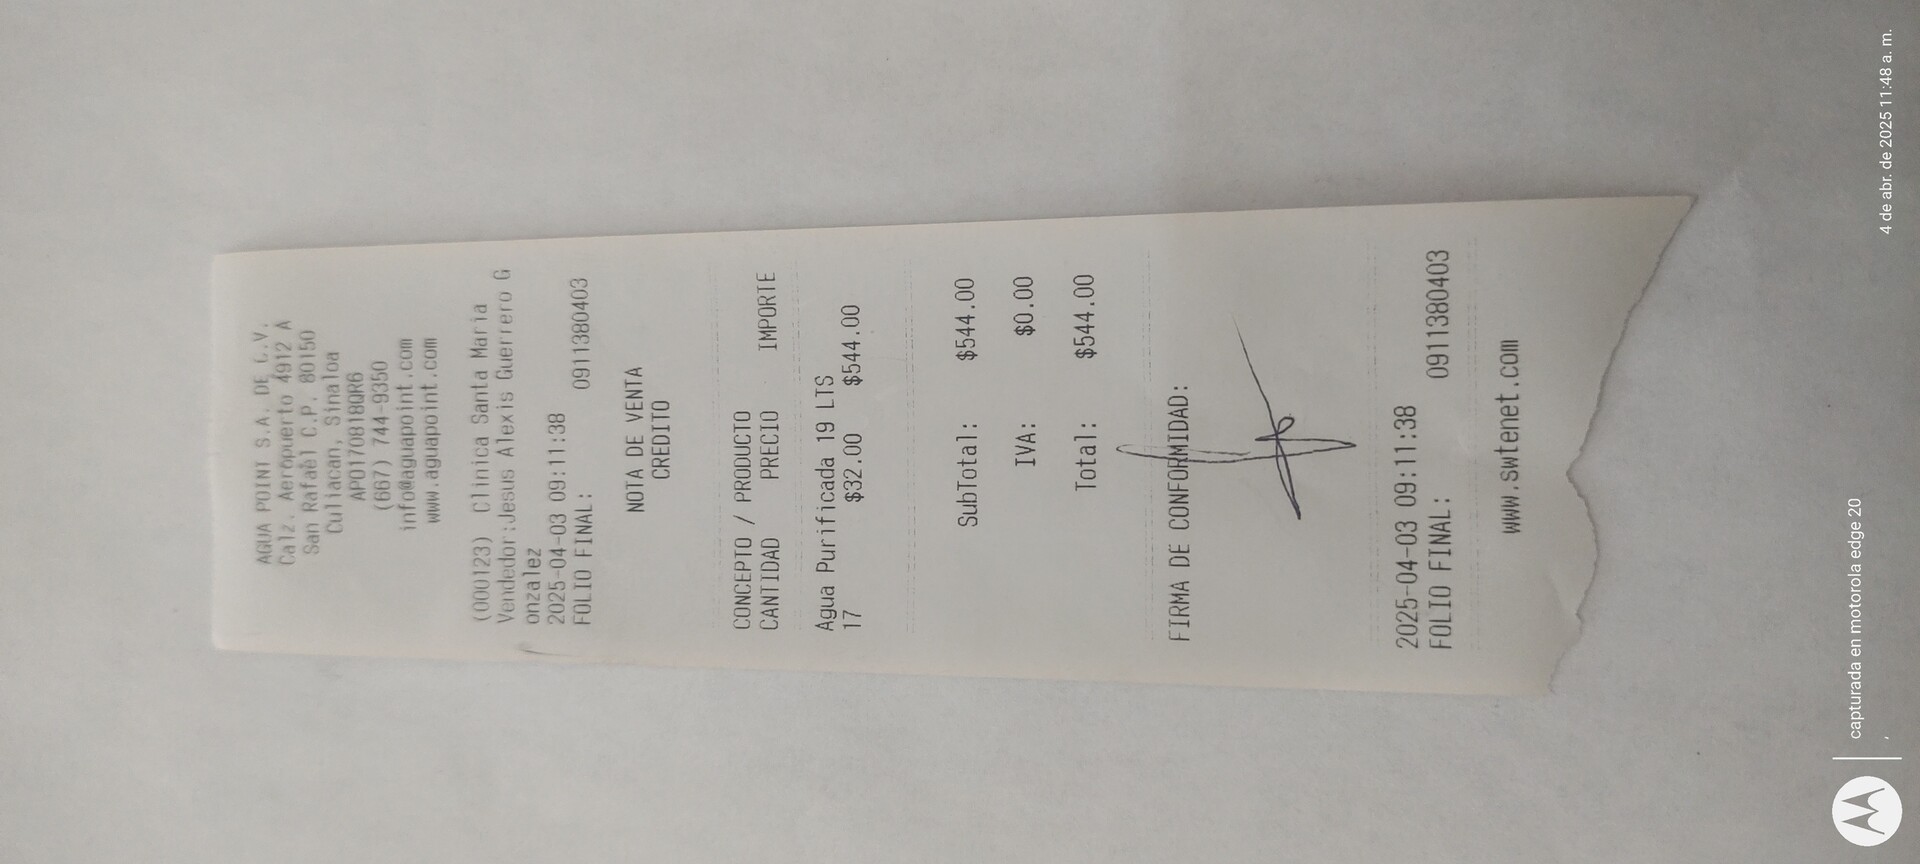 AGUA POINT S.A. DE C.V.
Calz. Aeropuerto 4912 A
San Rafael C.P. 80150
Culiacan, Sinaloa
APO170818QR6
(667) 744-9350
info@aguapoint.com
www.aguapoint.com
(000123) Clinica Santa Maria
Vendedor:Jesus Alexis Guerrero G
onzalez
2025-04-03 09:11:38
FOLIO FINAL: 0911380403
NOTA DE VENTA
CREDITO
CONCEPTO / PRODUCTO
CANTIDAD PRECIO IMPORTE
Agua Purificada 19 LTS
17 $32.00 $544.00
SubTotal: $544.00
IVA: $0.00
Total: $544.00
FIRMA DE CONFORMIDAD:
2025-04-03 09:11:38
FOLIO FINAL: 0911380403
www.swtenet.com
capturada en motorola edge 20
,
4 de abr. de 2025 11:48 a. m.